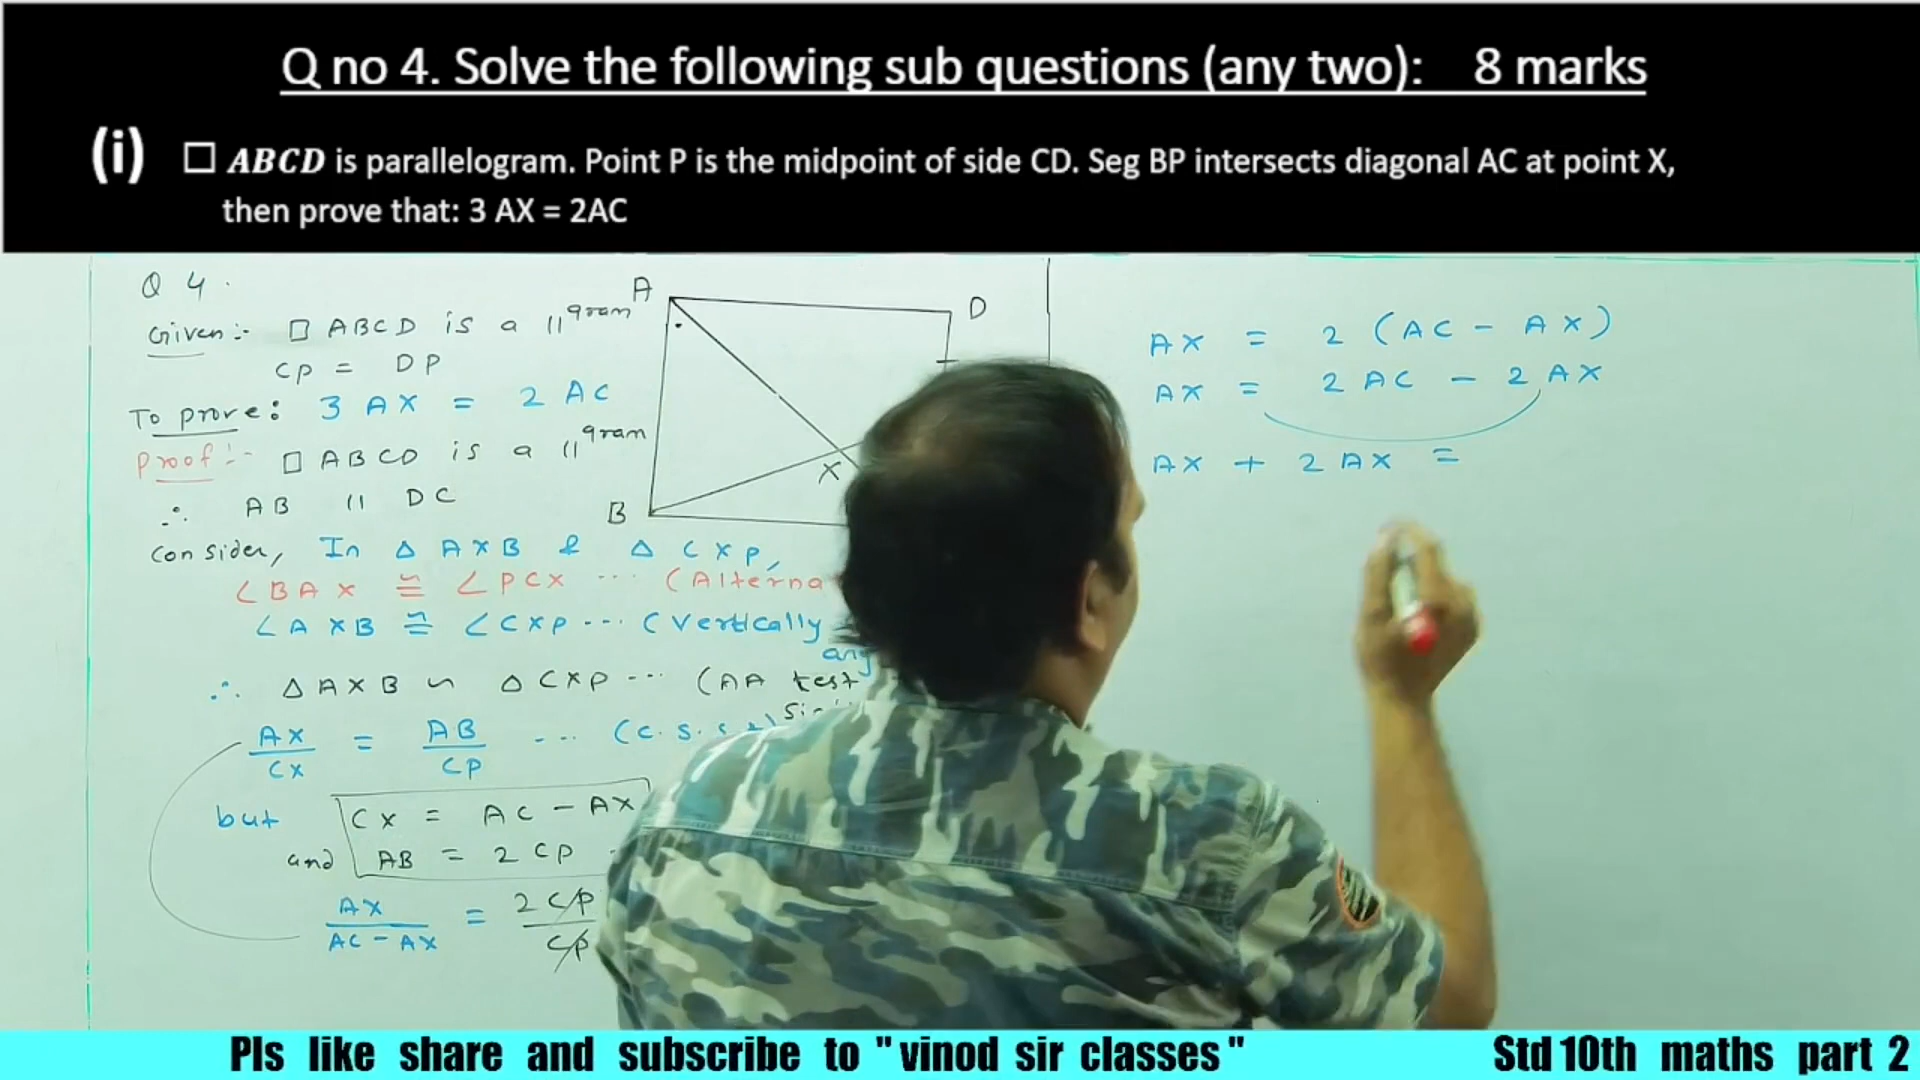 Q no 4. Solve the following sub questions (any two): 8 marks
(i) □ ABCD is parallelogram. Point P is the midpoint of side CD. Seg BP intersects diagonal AC at point X,
then prove that: 3 AX = 2AC
Q 4.
Given:- □ ABCD is a ||gram
CP = DP
To prove: 3 AX = 2 AC
Proof:- □ ABCD is a ||gram
∴ AB || DC
Consider, In △ AXB & △ CXP,
∠BAX ≅ ∠PCX ... (Alterna
∠AXB ≅ ∠CXP ... (Vertically
ang
∴ △AXB ~ △CXP ... (AA test
AX/CX = AB/CP ... (c.s.s.t)
but CX = AC - AX
and AB = 2 CP
AX/AC - AX = 2 CP/CP
A
D
B
X
AX = 2 (AC - AX)
AX = 2 AC - 2 AX
AX + 2 AX =
Pls like share and subscribe to "vinod sir classes"
Std 10th maths part 2